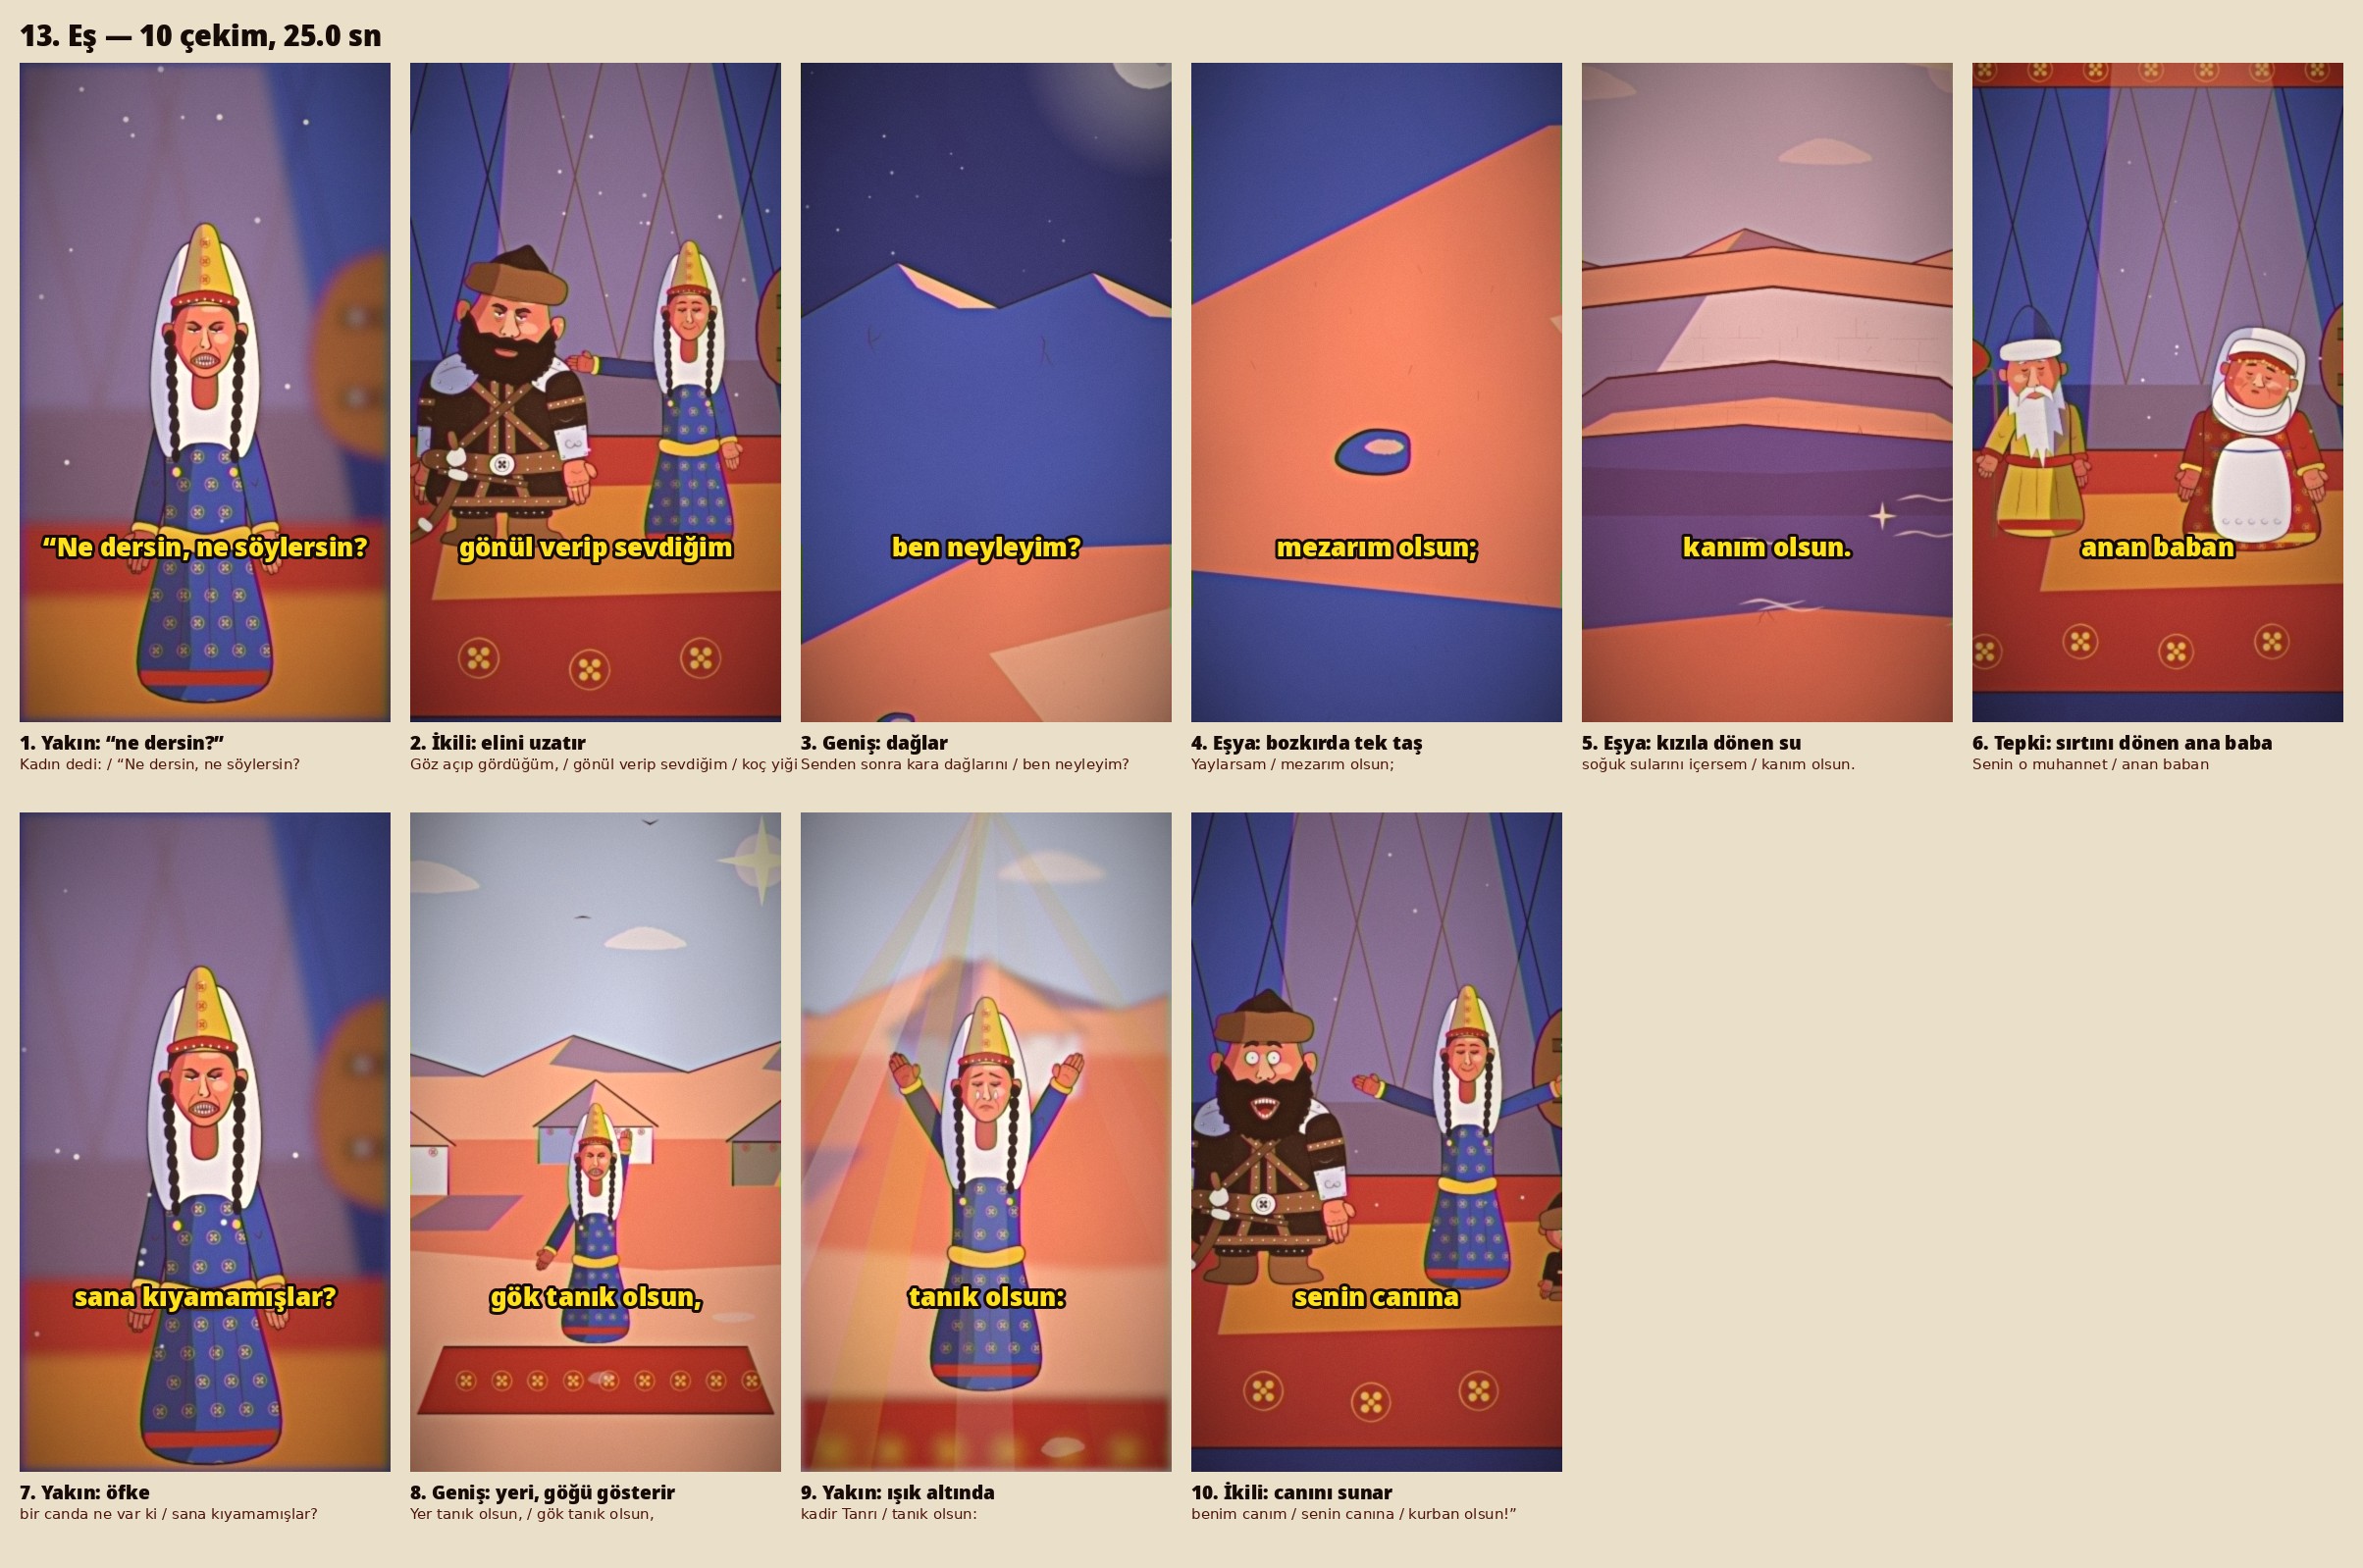 13. Eş — 10 çekim, 25.0 sn
“Ne dersin, ne söylersin?
gönül verip sevdiğim
ben neyleyim?
mezarım olsun;
kanım olsun.
anan baban
1. Yakın: “ne dersin?”
Kadın dedi: / “Ne dersin, ne söylersin?
2. İkili: elini uzatır
Göz açıp gördüğüm, / gönül verip sevdiğim / koç yiği
3. Geniş: dağlar
Senden sonra kara dağlarını / ben neyleyim?
4. Eşya: bozkırda tek taş
Yaylarsam / mezarım olsun;
5. Eşya: kızıla dönen su
soğuk sularını içersem / kanım olsun.
6. Tepki: sırtını dönen ana baba
Senin o muhannet / anan baban
sana kıyamamışlar?
gök tanık olsun,
tanık olsun:
senin canına
7. Yakın: öfke
bir canda ne var ki / sana kıyamamışlar?
8. Geniş: yeri, göğü gösterir
Yer tanık olsun, / gök tanık olsun,
9. Yakın: ışık altında
kadir Tanrı / tanık olsun:
10. İkili: canını sunar
benim canım / senin canına / kurban olsun!”